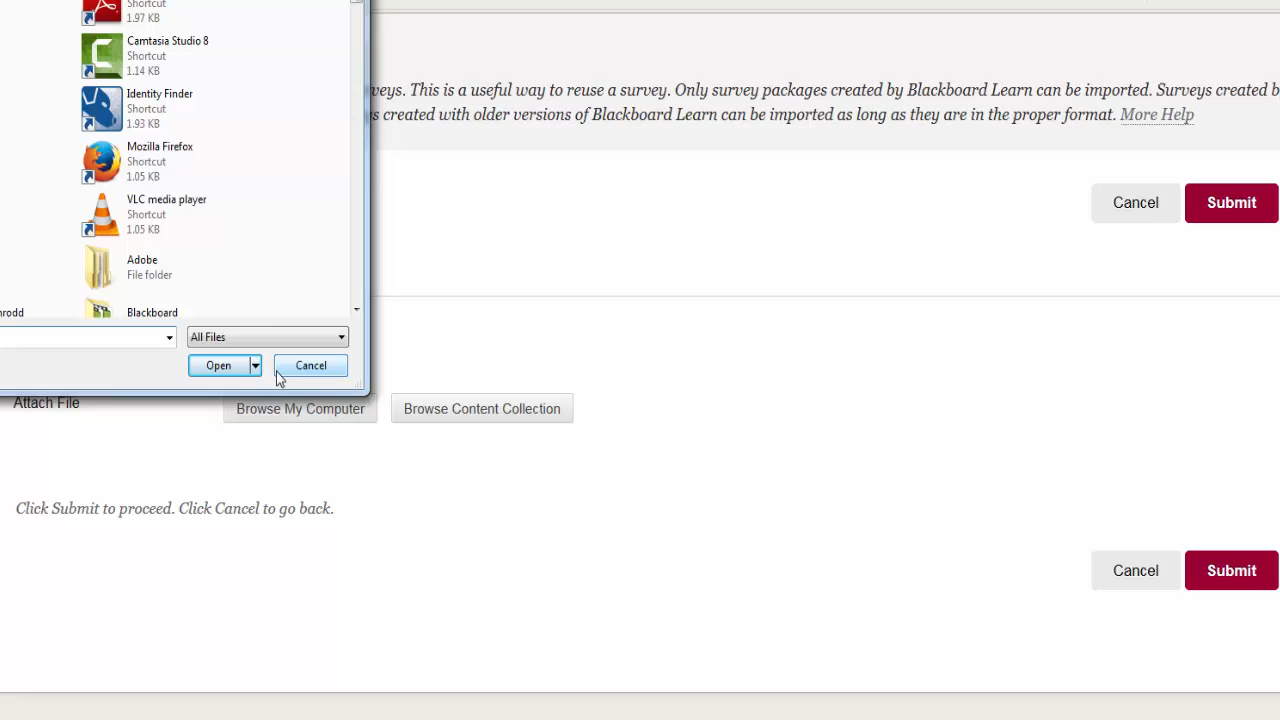 Shortcut
1.97 KB
Camtasia Studio 8
Shortcut
1.14 KB
Identity Finder
Shortcut
1.93 KB
Mozilla Firefox
Shortcut
1.05 KB
VLC media player
Shortcut
1.05 KB
Adobe
File folder
Blackboard
All Files
Open
Cancel
veys. This is a useful way to reuse a survey. Only survey packages created by Blackboard Learn can be imported. Surveys created b
s created with older versions of Blackboard Learn can be imported as long as they are in the proper format. More Help
Cancel Submit
Attach File
Browse My Computer Browse Content Collection
Click Submit to proceed. Click Cancel to go back.
Cancel Submit